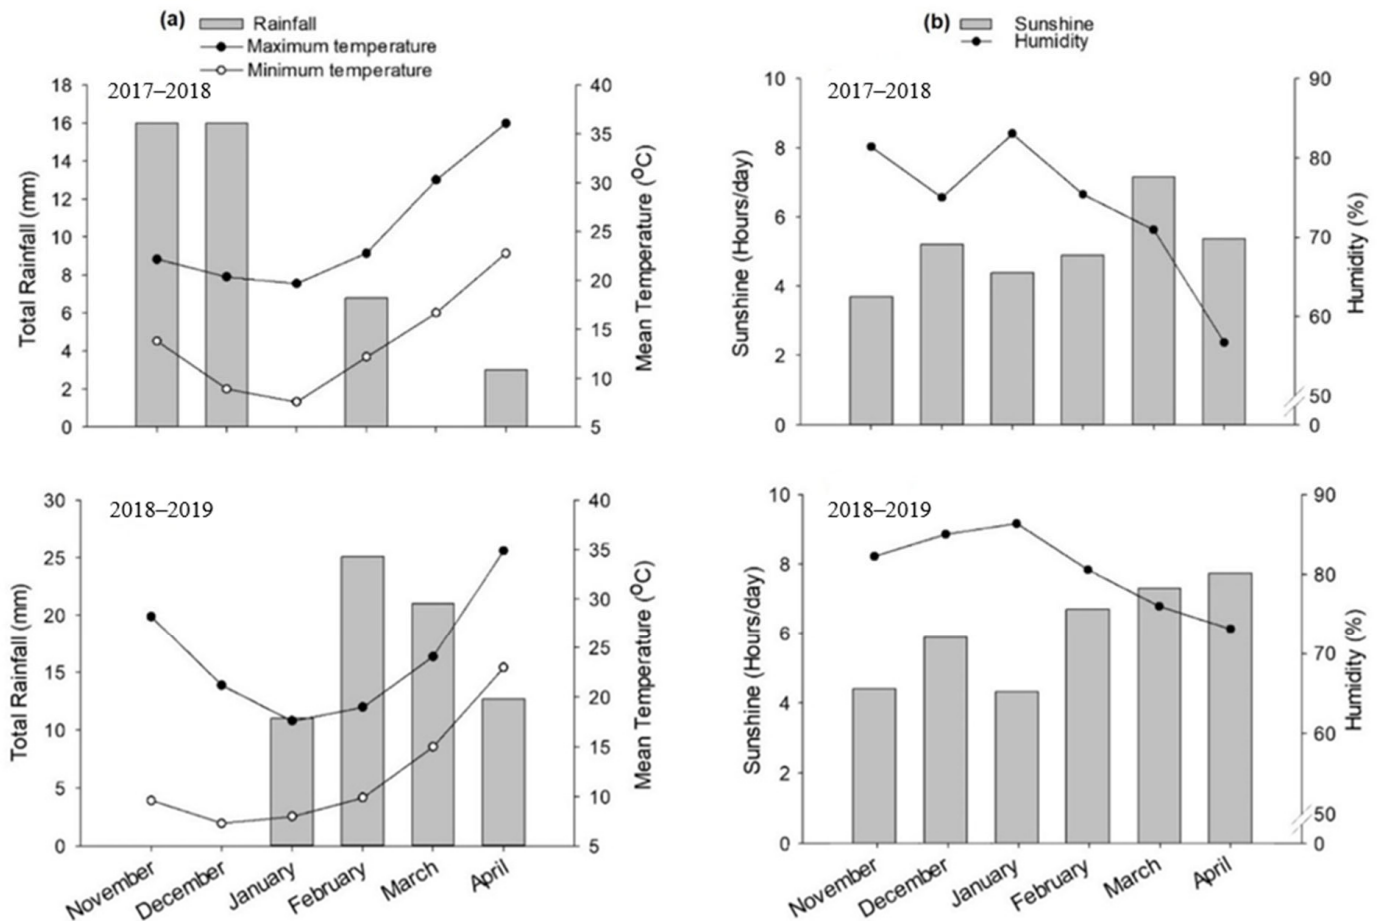 (a)
Rainfall
Maximum temperature
Minimum temperature
2017–2018
18
16
14
12
10
8
6
4
2
0
Total Rainfall (mm)
40
35
30
25
20
15
10
5
Mean Temperature (ºC)
(b)
Sunshine
Humidity
2017–2018
10
8
6
4
2
0
Sunshine (Hours/day)
90
80
70
60
50
0
Humidity (%)
2018–2019
30
25
20
15
10
5
0
Total Rainfall (mm)
40
35
30
25
20
15
10
5
Mean Temperature (ºC)
November
December
January
February
March
April
2018–2019
10
8
6
4
2
0
Sunshine (Hours/day)
90
80
70
60
50
0
Humidity (%)
November
December
January
February
March
April